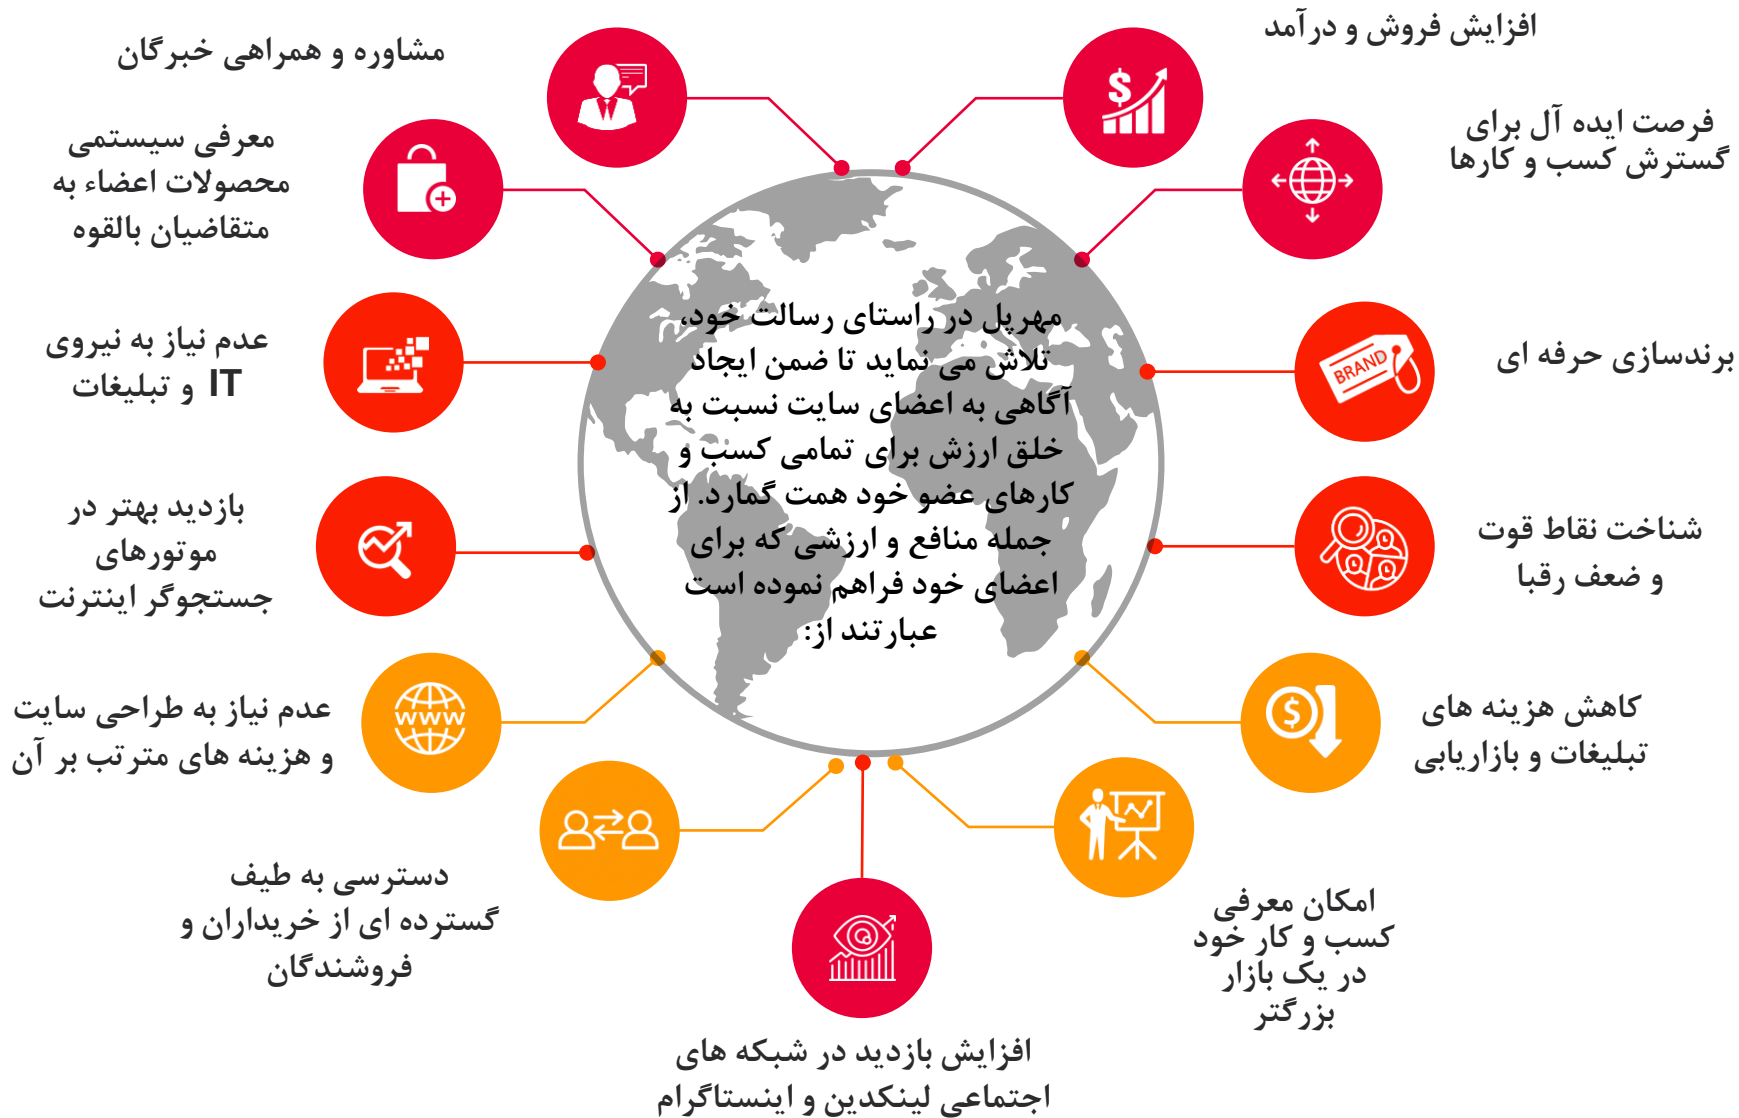 مهرپل در راستای رسالت خود،
تلاش می نماید تا ضمن ایجاد
آگاهی به اعضای سایت نسبت به
خلق ارزش برای تمامی کسب و
کارهای عضو خود همت گمارد. از
جمله منافع و ارزشی که برای
اعضای خود فراهم نموده است
عبارتند از:
افزایش فروش و درآمد
فرصت ایده آل برای
گسترش کسب و کارها
برندسازی حرفه ای
BRAND
شناخت نقاط قوت
و ضعف رقبا
کاهش هزینه های
تبلیغات و بازاریابی
امکان معرفی
کسب و کار خود
در یک بازار
بزرگتر
افزایش بازدید در شبکه های
اجتماعی لینکدین و اینستاگرام
دسترسی به طیف
گسترده ای از خریداران و
فروشندگان
عدم نیاز به طراحی سایت
و هزینه های مترتب بر آن
www
بازدید بهتر در
موتورهای
جستجوگر اینترنت
عدم نیاز به نیروی
IT و تبلیغات
معرفی سیستمی
محصولات اعضاء به
متقاضیان بالقوه
مشاوره و همراهی خبرگان